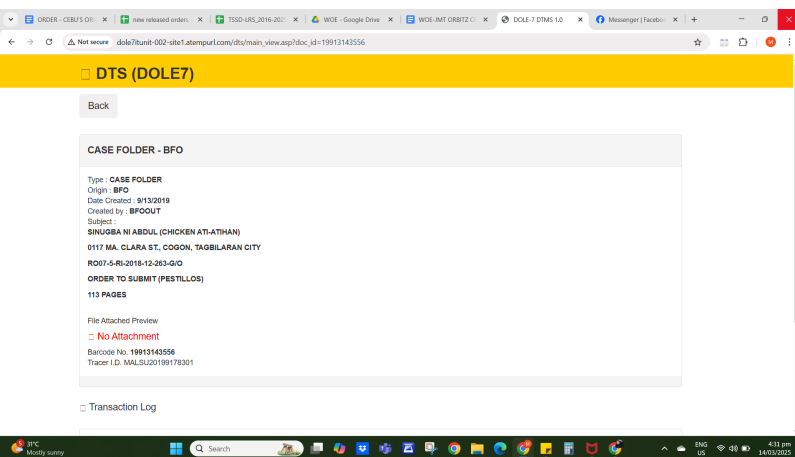 ORDER - CEBU'S OR
new released orders
TSSD-LRS_2016-202
WOE - Google Drive
WOE-JMT ORBITZ C
DOLE-7 DTMS 1.0
Messenger | Facebo
Not secure dole7itunit-002-site1.atempurl.com/dts/main_view.asp?doc_id=19913143556
DTS (DOLE7)
Back
CASE FOLDER - BFO
Type : CASE FOLDER
Origin : BFO
Date Created : 9/13/2019
Created by : BFOOUT
Subject :
SINUGBA NI ABDUL (CHICKEN ATI-ATIHAN)
0117 MA. CLARA ST., COGON, TAGBILARAN CITY
RO07-5-RI-2018-12-263-G/O
ORDER TO SUBMIT (PESTILLOS)
113 PAGES
File Attached Preview
No Attachment
Barcode No. 19913143556
Tracer I.D. MALSU20199178301
Transaction Log
5
31°C
Mostly sunny
Search
ENG
US
4:31 pm
14/03/2025